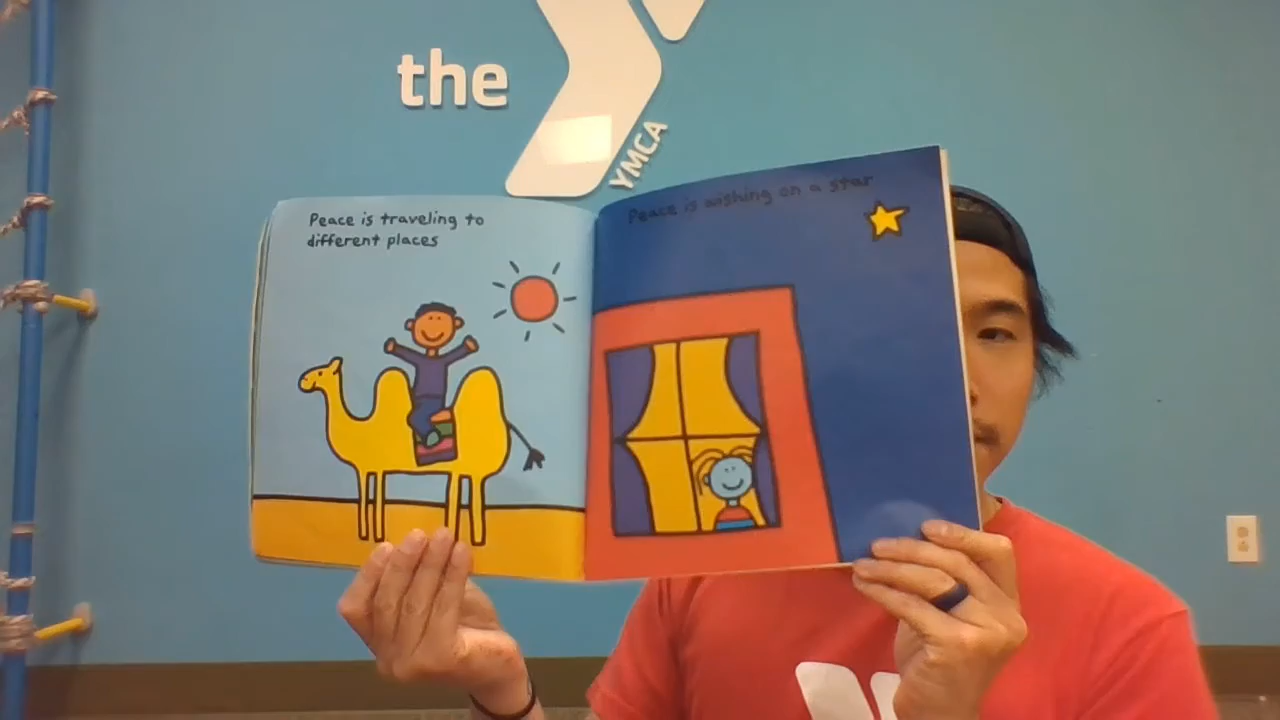 the
YMCA
Peace is traveling to
different places
Peace is wishing on a star